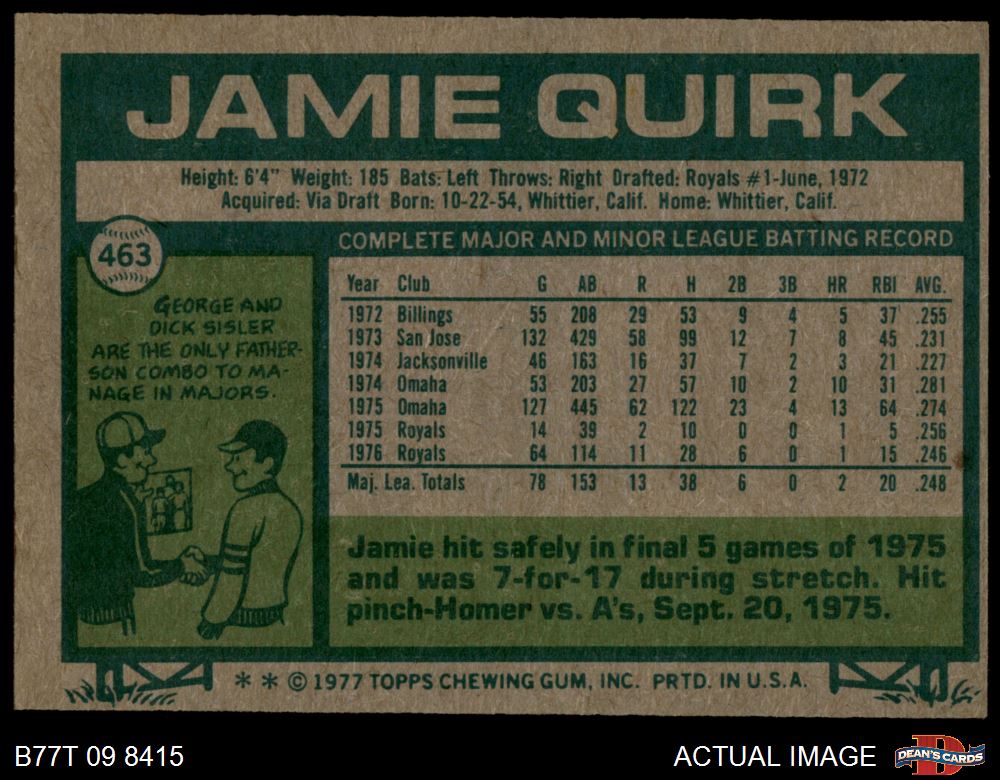 JAMIE QUIRK
Height: 6'4" Weight: 185 Bats: Left Throws: Right Drafted: Royals #1-June, 1972
Acquired: Via Draft Born: 10-22-54, Whittier, Calif. Home: Whittier, Calif.
463
GEORGE AND
DICK SISLER
ARE THE ONLY FATHER-
SON COMBO TO MA-
NAGE IN MAJORS.
COMPLETE MAJOR AND MINOR LEAGUE BATTING RECORD
Year Club G AB R H 2B 3B HR RBI AVG.
1972 Billings 55 208 29 53 9 4 5 37 .255
1973 San Jose 132 429 58 99 12 7 8 45 .231
1974 Jacksonville 46 163 16 37 7 2 3 21 .227
1974 Omaha 53 203 27 57 10 2 10 31 .281
1975 Omaha 127 445 62 122 23 4 13 64 .274
1975 Royals 14 39 2 10 0 0 1 5 .256
1976 Royals 64 114 11 28 6 0 1 15 .246
Maj. Lea. Totals 78 153 13 38 6 0 2 20 .248
Jamie hit safely in final 5 games of 1975
and was 7-for-17 during stretch. Hit
pinch-Homer vs. A's, Sept. 20, 1975.
* * © 1977 TOPPS CHEWING GUM, INC. PRTD. IN U.S.A.
B77T 09 8415
ACTUAL IMAGE
D
DEAN'S CARDS